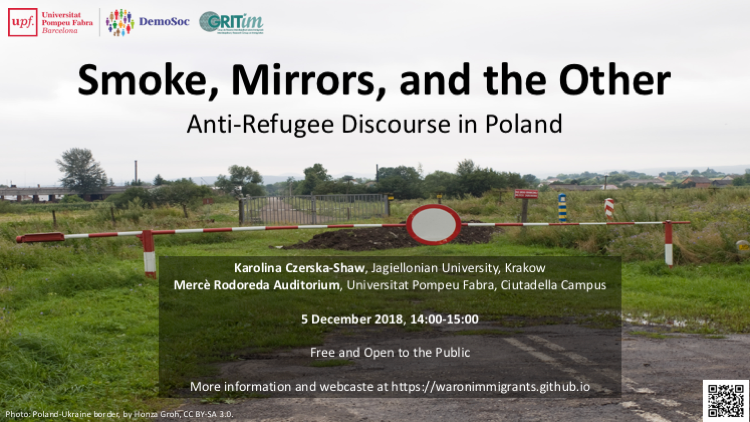 upf.
Universitat
Pompeu Fabra
Barcelona
DemoSoc
GRITim
Smoke, Mirrors, and the Other
Anti-Refugee Discourse in Poland
Karolina Czerska-Shaw, Jagiellonian University, Krakow
Mercè Rodoreda Auditorium, Universitat Pompeu Fabra, Ciutadella Campus
5 December 2018, 14:00-15:00
Free and Open to the Public
More information and webcaste at https://waronimmigrants.github.io
Photo: Poland-Ukraine border, by Honza Groh, CC BY-SA 3.0.